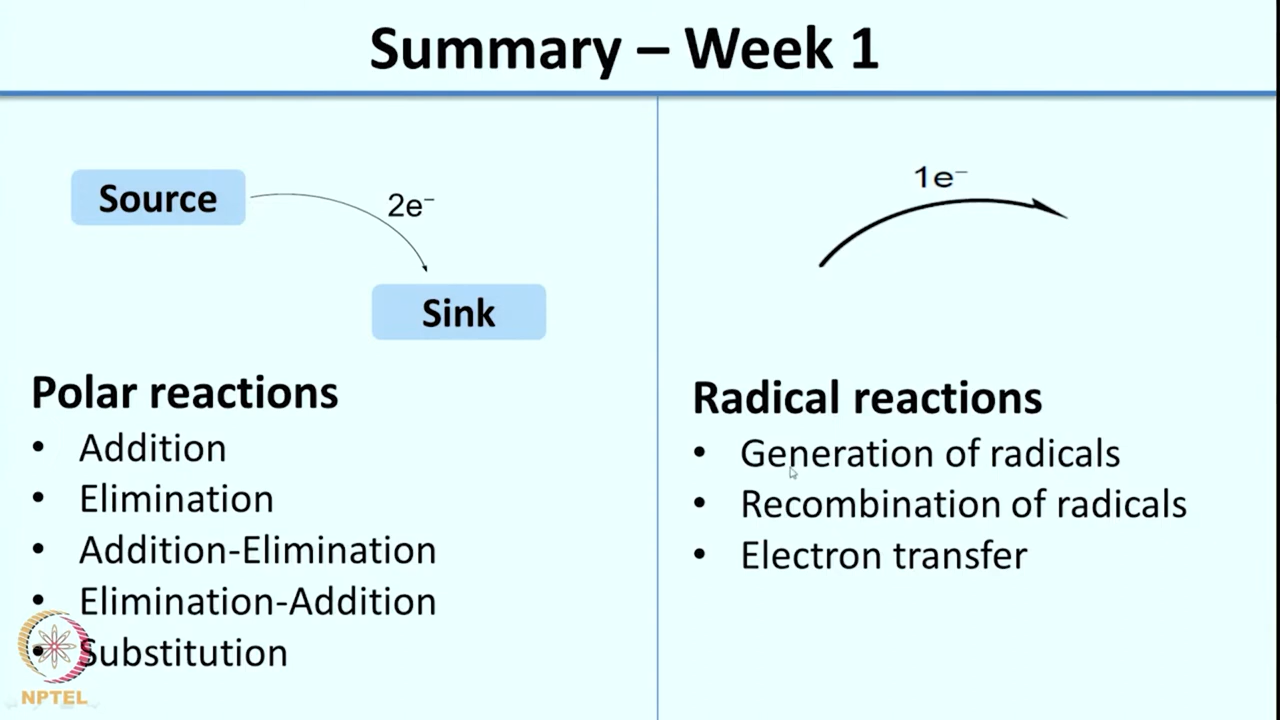 Summary – Week 1
Source
2e⁻
Sink
Polar reactions
• Addition
• Elimination
• Addition-Elimination
• Elimination-Addition
• Substitution
1e⁻
Radical reactions
• Generation of radicals
• Recombination of radicals
• Electron transfer
NPTEL